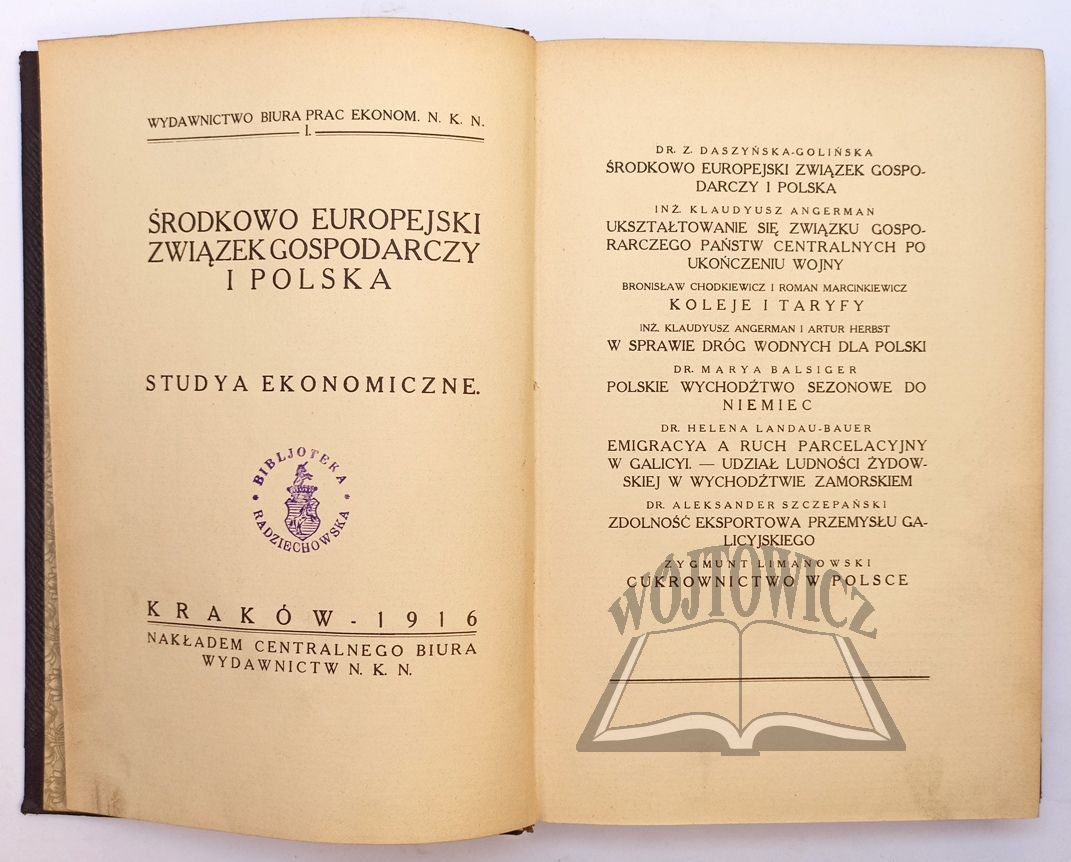 WYDAWNICTWO BIURA PRAC EKONOM. N. K. N.
I.
ŚRODKOWO EUROPEJSKI
ZWIĄZEK GOSPODARCZY
I POLSKA
STUDYA EKONOMICZNE.
BIBLJOTEKA
RADZIECHOWSKA
KRAKÓW - 1916
NAKŁADEM CENTRALNEGO BIURA
WYDAWNICTW N. K. N.
DR. Z. DASZYŃSKA-GOLIŃSKA
ŚRODKOWO EUROPEJSKI ZWIĄZEK GOSPO-
DARCZY I POLSKA
INŻ. KLAUDYUSZ ANGERMAN
UKSZTAŁTOWANIE SIĘ ZWIĄZKU GOSPO-
RARCZEGO PAŃSTW CENTRALNYCH PO
UKOŃCZENIU WOJNY
BRONISŁAW CHODKIEWICZ I ROMAN MARCINKIEWICZ
KOLEJE I TARYFY
INŻ. KLAUDYUSZ ANGERMAN I ARTUR HERBST
W SPRAWIE DRÓG WODNYCH DLA POLSKI
DR. MARYA BALSIGER
POLSKIE WYCHODŹTWO SEZONOWE DO
NIEMIEC
DR. HELENA LANDAU-BAUER
EMIGRACYA A RUCH PARCELACYJNY
W GALICYI. — UDZIAŁ LUDNOŚCI ŻYDOW-
SKIEJ W WYCHODŹTWIE ZAMORSKIEM
DR. ALEKSANDER SZCZEPAŃSKI
ZDOLNOŚĆ EKSPORTOWA PRZEMYSŁU GA-
LICYJSKIEGO
ZYGMUNT LIMANOWSKI
CUKROWNICTWO W POLSCE
WÓJTOWICZ